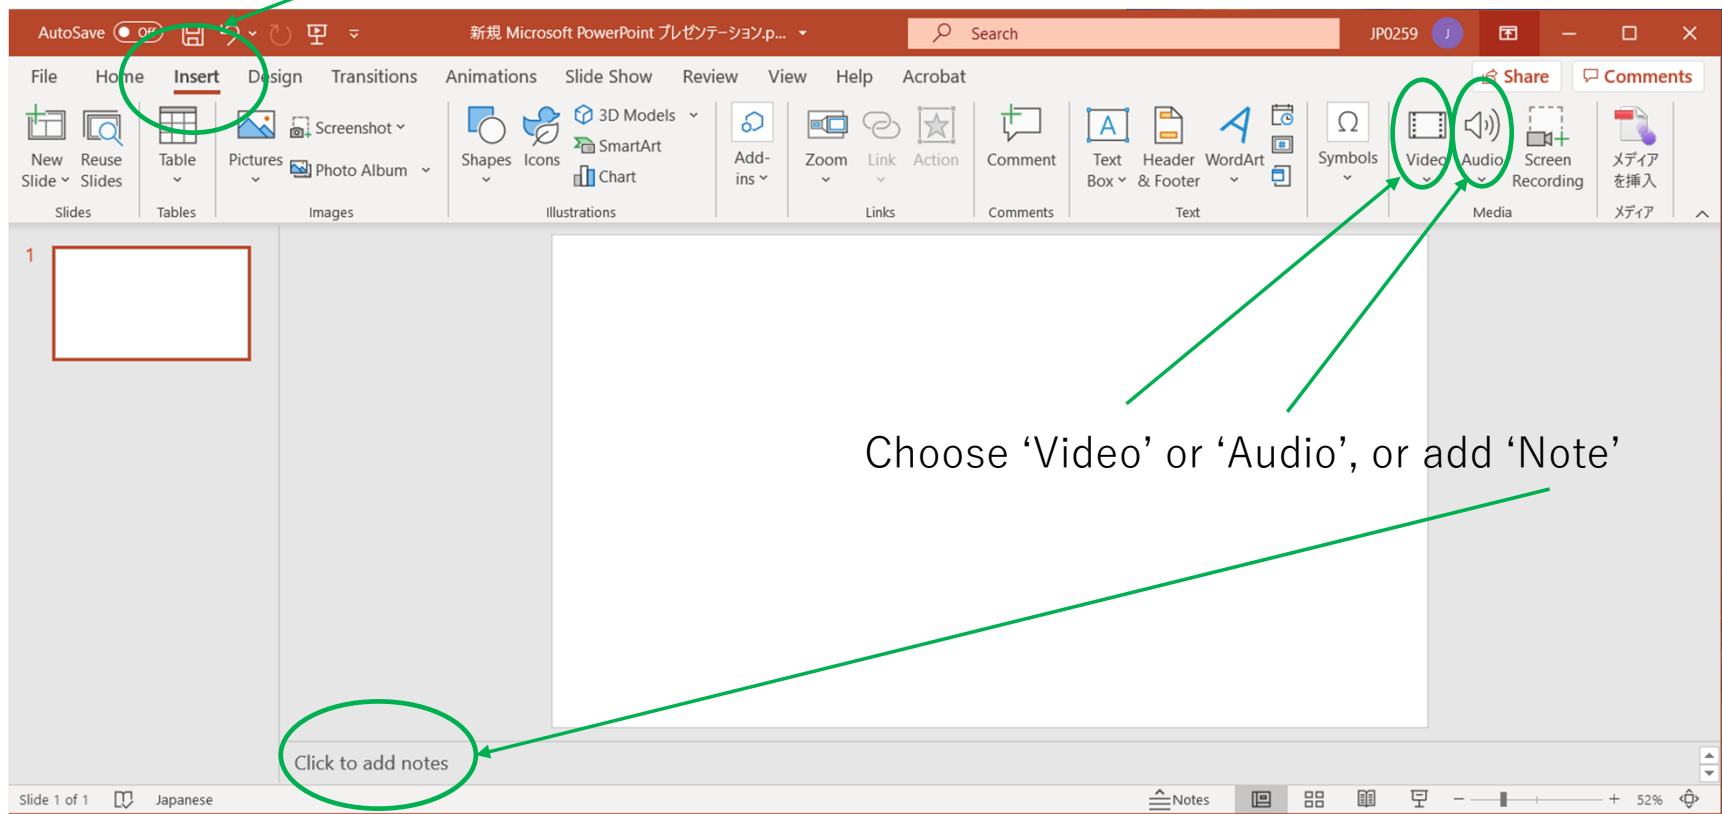 AutoSave Off 新規 Microsoft PowerPoint プレゼンテーション.p... Search JP0259 J
File Home Insert Design Transitions Animations Slide Show Review View Help Acrobat Share Comments
New Slide
Reuse Slides
Slides
Table
Tables
Pictures
Screenshot
Photo Album
Images
Shapes
Icons
3D Models
SmartArt
Chart
Illustrations
Add-
ins
Zoom
Link
Action
Links
Comment
Comments
Text
Box
Header
& Footer
WordArt
Text
Symbols
Video
Audio
Screen
Recording
Media
メディア
を挿入
メディア
1
Choose ‘Video’ or ‘Audio’, or add ‘Note’
Click to add notes
Slide 1 of 1 Japanese Notes 52%